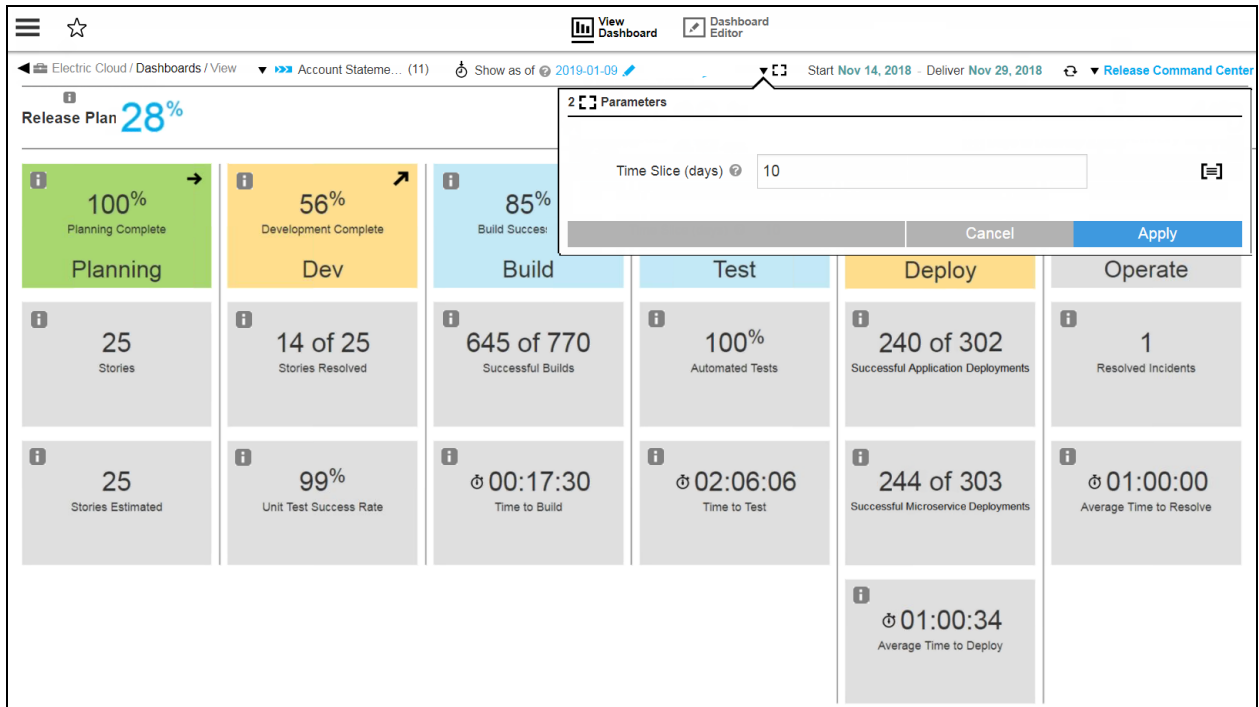 View Dashboard
Dashboard Editor
Electric Cloud / Dashboards / View
Account Stateme... (11)
Show as of 2019-01-09
Start Nov 14, 2018 - Deliver Nov 29, 2018
Release Command Center
Release Plan 28%
2 Parameters
Time Slice (days) 10
Cancel
Apply
100%
Planning Complete
Planning
56%
Development Complete
Dev
85%
Build Success
Build
Test
Deploy
Operate
25
Stories
14 of 25
Stories Resolved
645 of 770
Successful Builds
100%
Automated Tests
240 of 302
Successful Application Deployments
1
Resolved Incidents
25
Stories Estimated
99%
Unit Test Success Rate
00:17:30
Time to Build
02:06:06
Time to Test
244 of 303
Successful Microservice Deployments
01:00:00
Average Time to Resolve
01:00:34
Average Time to Deploy